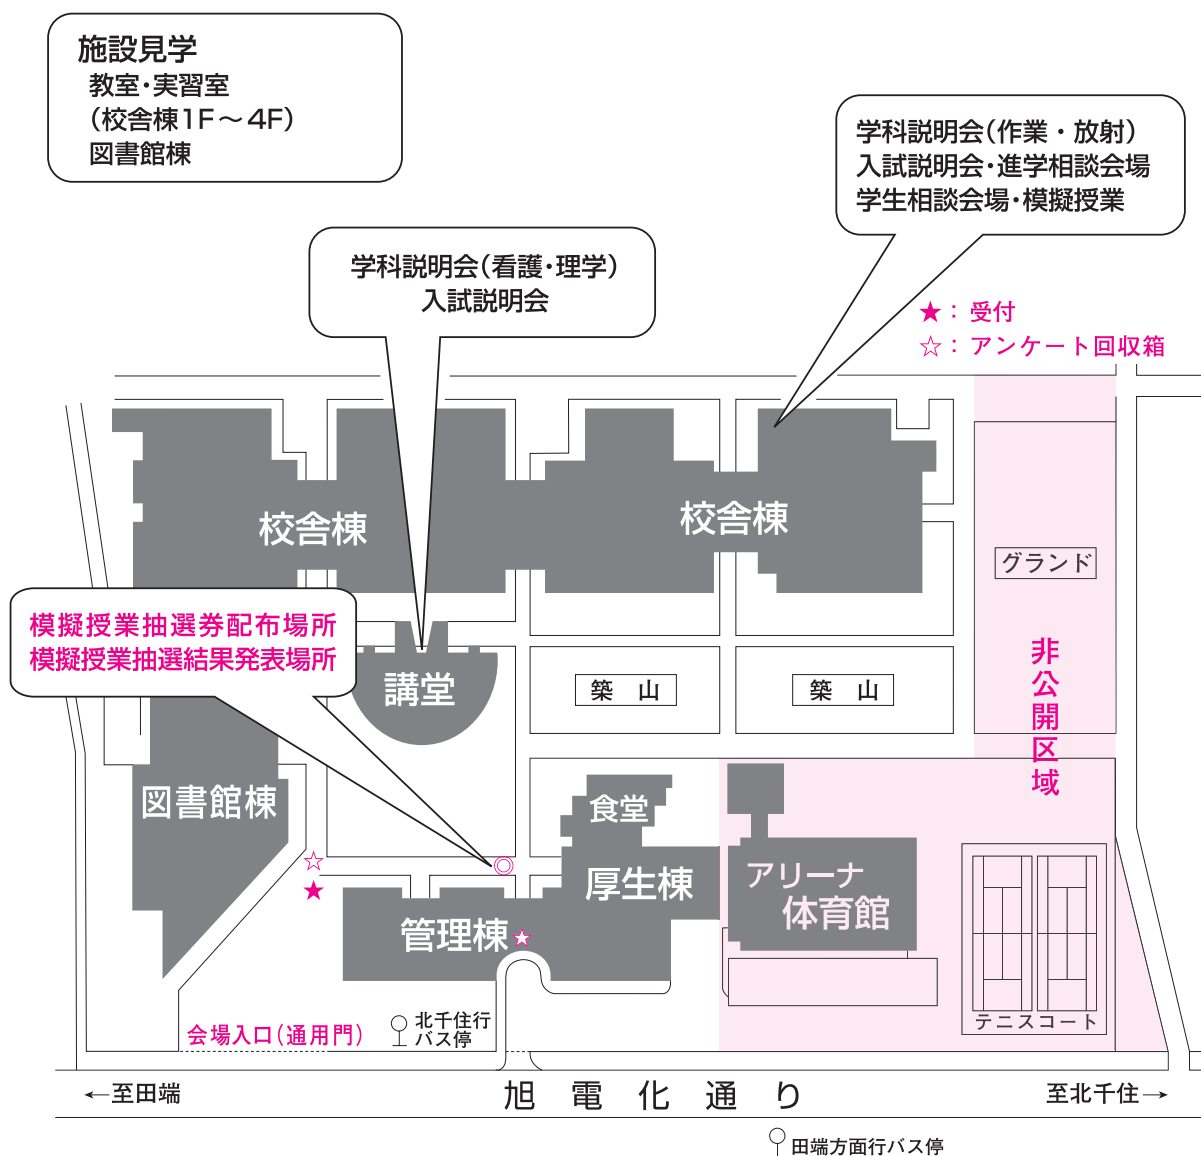 施設見学
教室・実習室
（校舎棟1F～4F）
図書館棟
学科説明会（作業・放射）
入試説明会・進学相談会場
学生相談会場・模擬授業
学科説明会（看護・理学）
入試説明会
★：受付
☆：アンケート回収箱
校舎棟
校舎棟
グランド
模擬授業抽選券配布場所
模擬授業抽選結果発表場所
非公開区域
講堂
築　山
築　山
図書館棟
食堂
厚生棟
アリーナ
体育館
☆
◎
★
管理棟
☆
会場入口（通用門）
北千住行
バス停
テニスコート
←至田端
旭電化通り
至北千住→
田端方面行バス停